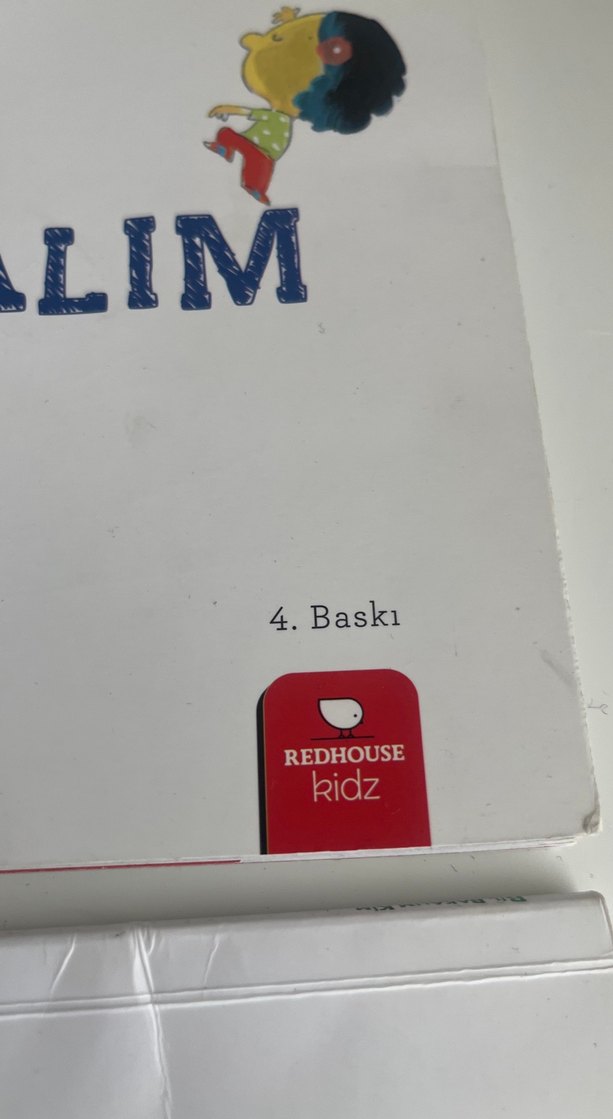 ALIM
4. Baskı
REDHOUSE
kidz